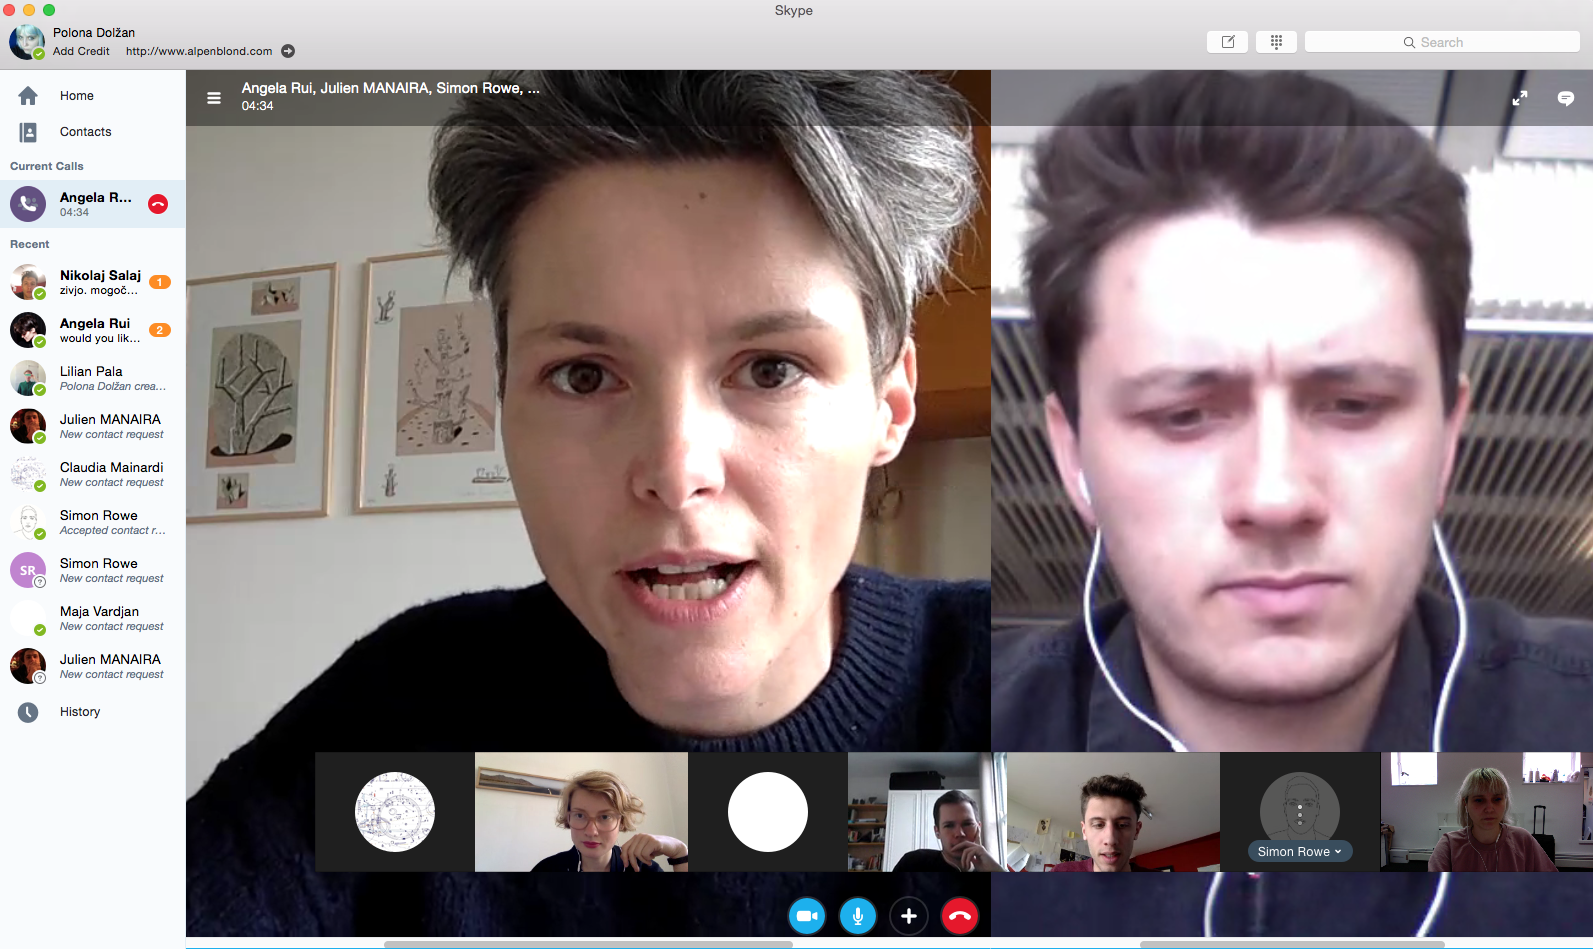 Skype
Polona Dolžan
Add Credit http://www.alpenblond.com
Search
Home
Contacts
Current Calls
Angela R...
04:34
Recent
Nikolaj Salaj
zivjo. mogoč...
1
Angela Rui
would you lik...
2
Lilian Pala
Polona Dolžan crea...
Julien MANAIRA
New contact request
Claudia Mainardi
New contact request
Simon Rowe
Accepted contact r...
SR
Simon Rowe
New contact request
Maja Vardjan
New contact request
Julien MANAIRA
New contact request
History
Angela Rui, Julien MANAIRA, Simon Rowe, ...
04:34
Simon Rowe